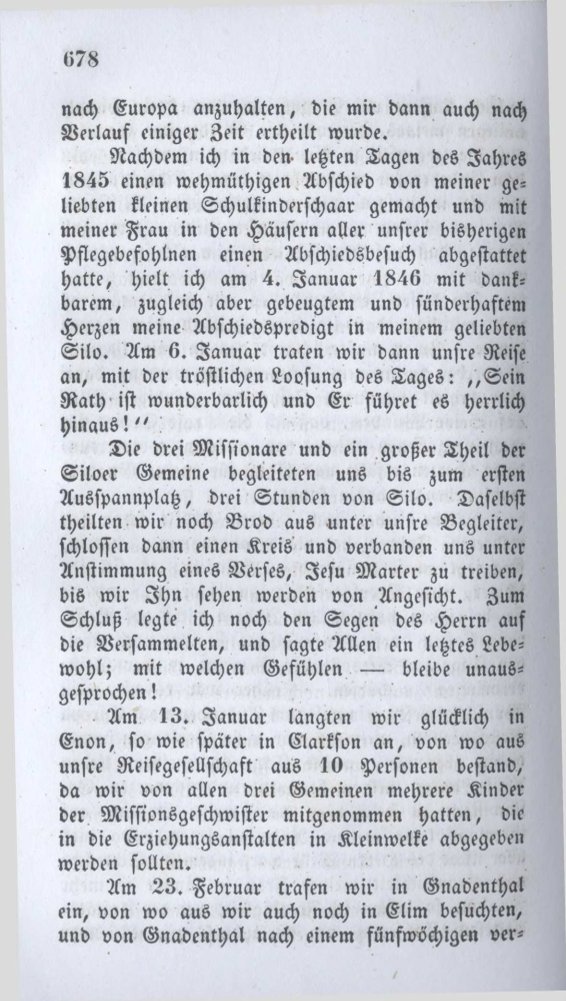 678
nach Europa anzuhalten, die mir dann auch nach
Verlauf einiger Zeit ertheilt wurde.
Nachdem ich in den letzten Tagen des Jahres
1845 einen wehmüthigen Abschied von meiner ge-
liebten kleinen Schulkinderschaar gemacht und mit
meiner Frau in den Häusern aller unsrer bisherigen
Pflegebefohlnen einen Abschiedsbesuch abgestattet
hatte, hielt ich am 4. Januar 1846 mit dank-
barem, zugleich aber gebeugtem und sünderhaftem
Herzen meine Abschiedspredigt in meinem geliebten
Silo. Am 6. Januar traten wir dann unsre Reise
an, mit der tröstlichen Loosung des Tages: „Sein
Rath ist wunderbarlich und Er führet es herrlich
hinaus!“
Die drei Missionare und ein großer Theil der
Siloer Gemeine begleiteten uns bis zum ersten
Ausspannplatz, drei Stunden von Silo. Daselbst
theilten wir noch Brod aus unter unsre Begleiter,
schlossen dann einen Kreis und verbanden uns unter
Anstimmung eines Verses, Jesu Marter zu treiben,
bis wir Ihn sehen werden von Angesicht. Zum
Schluß legte ich noch den Segen des Herrn auf
die Versammelten, und sagte Allen ein letztes Lebe-
wohl; mit welchen Gefühlen — bleibe unaus-
gesprochen!
Am 13. Januar langten wir glücklich in
Enon, so wie später in Clarkson an, von wo aus
unsre Reisegesellschaft aus 10 Personen bestand,
da wir von allen drei Gemeinen mehrere Kinder
der Missionsgeschwister mitgenommen hatten, die
in die Erziehungsanstalten in Kleinwelke abgegeben
werden sollten.
Am 23. Februar trafen wir in Gnadenthal
ein, von wo aus wir auch noch in Elim besuchten,
und von Gnadenthal nach einem fünfwöchigen ver-